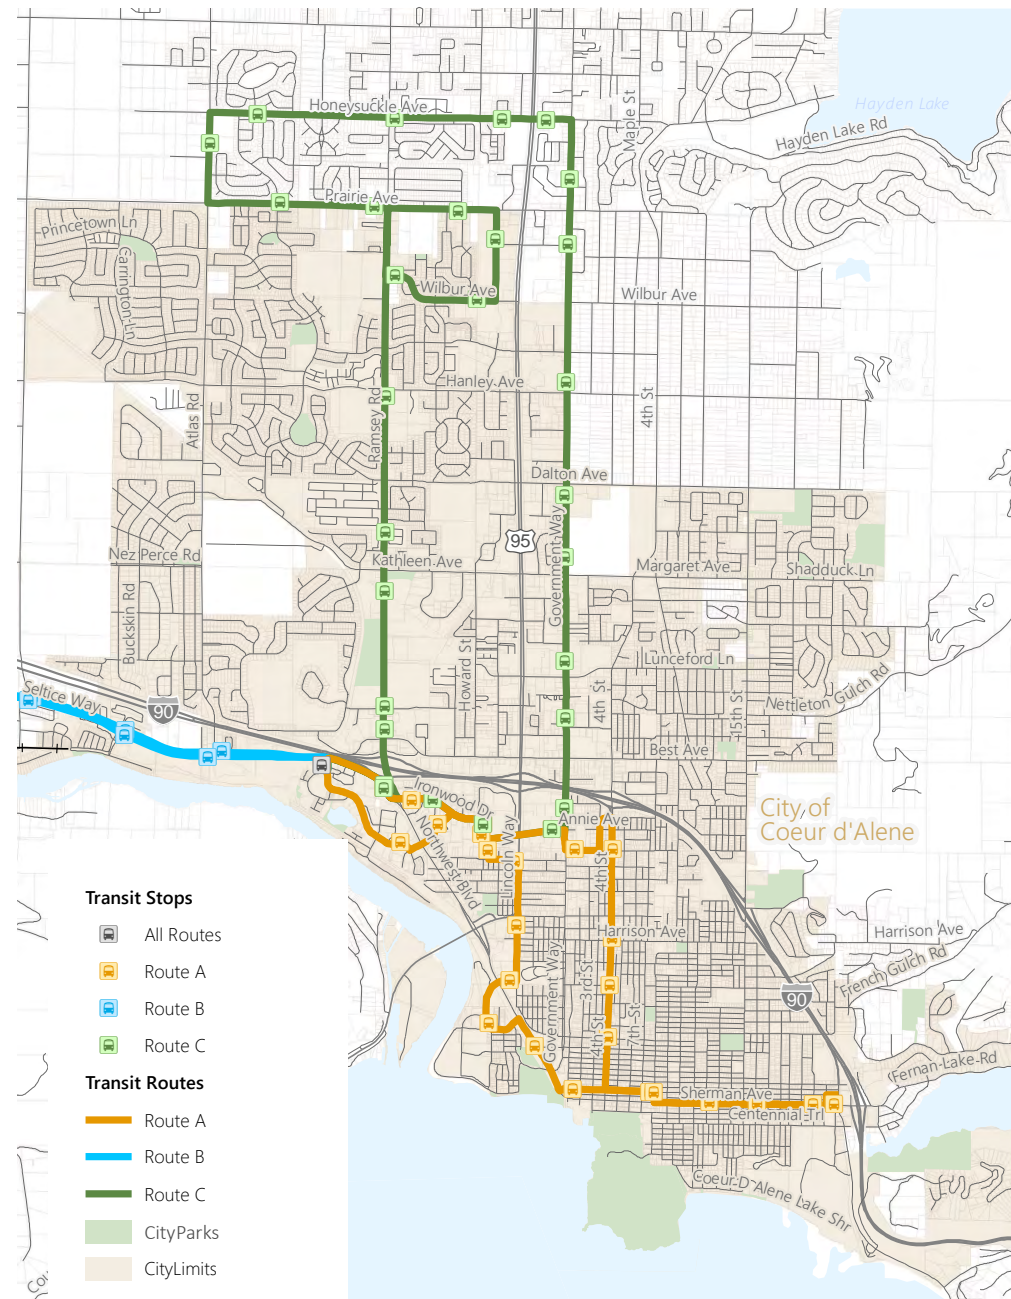 Honeysuckle Ave
Maple St
Hayden Lake
Hayden Lake Rd
Prairie Ave
Princetown Ln
Carrington Ln
Wilbur Ave
Wilbur Ave
Hanley Ave
Atlas Rd
Ramsey Rd
4th St
Dalton Ave
95
Government Way
Nez Perce Rd
Kathleen Ave
Margaret Ave
Shadduck Ln
Buckskin Rd
Howard St
Lunceford Ln
4th St
15th St
Nettleton Gulch Rd
Seltice Way
90
Best Ave
Ironwood Dr
Annie Ave
City of
Coeur d'Alene
Northwest Blvd
Lincoln Way
4th St
Harrison Ave
Harrison Ave
French Gulch Rd
Government Way
3rd St
4th St
7th St
90
Fernan Lake Rd
Sherman Ave
Centennial Trl
Coeur D Alene Lake Shr
Transit Stops
All Routes
Route A
Route B
Route C
Transit Routes
Route A
Route B
Route C
CityParks
CityLimits